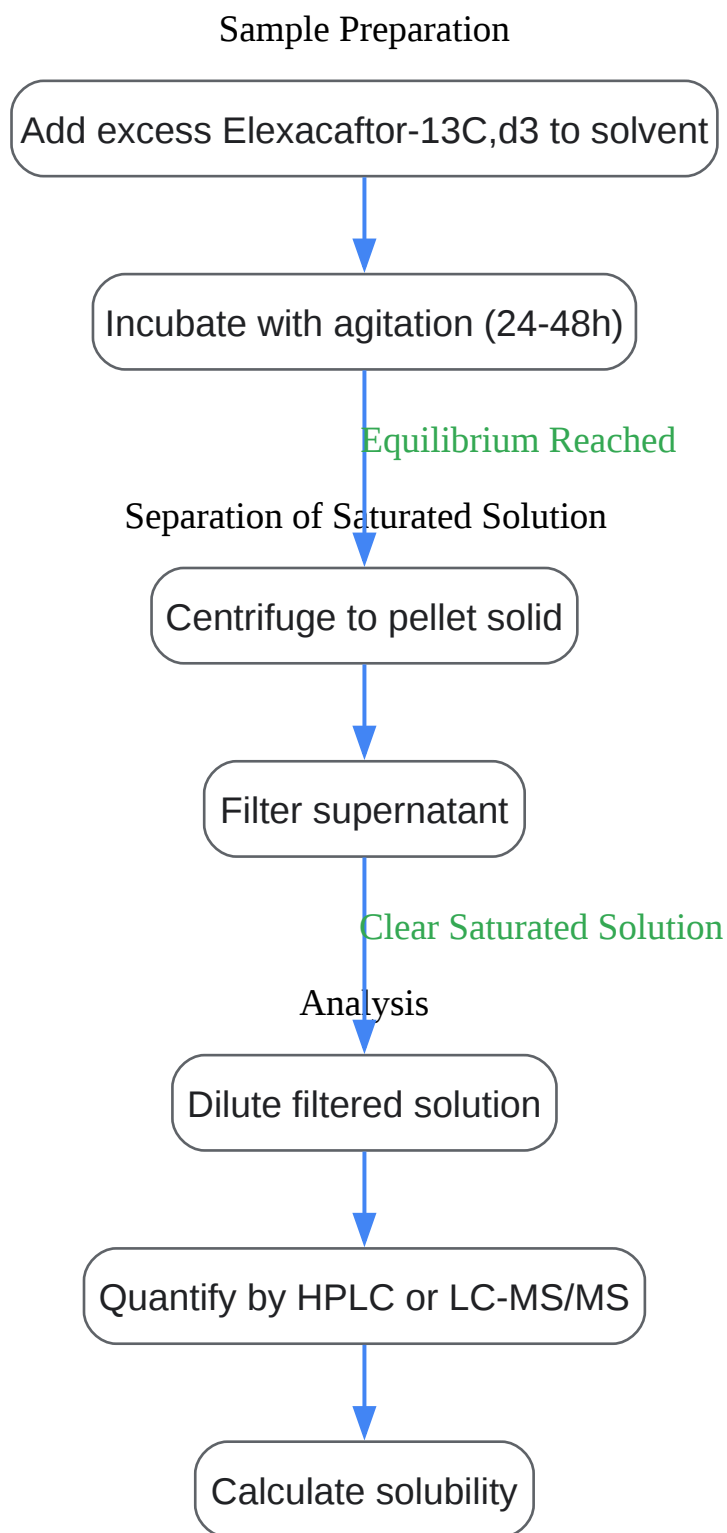 Sample Preparation
Add excess Elexacaftor-13C,d3 to solvent
Incubate with agitation (24-48h)
Equilibrium Reached
Separation of Saturated Solution
Centrifuge to pellet solid
Filter supernatant
Clear Saturated Solution
Analysis
Dilute filtered solution
Quantify by HPLC or LC-MS/MS
Calculate solubility